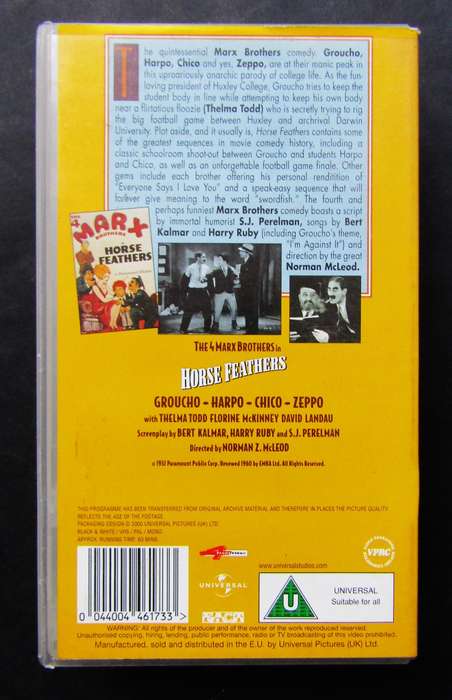 The quintessential Marx Brothers comedy. Groucho,
Harpo, Chico and yes, Zeppo, are at their manic peak in
this uproariously anarchic parody of college life. As the fun-
loving president of Huxley College, Groucho tries to keep the
student body in line while attempting to keep his own body
near a flirtatious floozie (Thelma Todd) who is secretly trying to rig
the big football game between Huxley and archrival Darwin
University. Plot aside, and it usually is, Horse Feathers contains some
of the greatest sequences in movie comedy history, including a
classic schoolroom shoot-out between Groucho and students Harpo
and Chico, as well as an unforgettable football game finale. Other
gems include each brother offering his personal rendition of
"Everyone Says I Love You" and a speak-easy sequence that will
forever give meaning to the word "swordfish." The fourth and
perhaps funniest Marx Brothers comedy boasts a script
by immortal humorist S.J. Perelman, songs by Bert
Kalmar and Harry Ruby (including Groucho's theme,
"I'm Against It") and direction by the great
Norman McLeod.
THE 4
MARX
BROTHERS
HORSE
FEATHERS
THE 4 MARX BROTHERS in
HORSE FEATHERS
GROUCHO - HARPO - CHICO - ZEPPO
with THELMA TODD FLORINE McKINNEY DAVID LANDAU
Screenplay by BERT KALMAR, HARRY RUBY and S.J. PERELMAN
Directed by NORMAN Z. McLEOD
© 1932 Paramount Public Corp. Renewed 1960 by EMKA Ltd. All Rights Reserved.
THIS PROGRAMME HAS BEEN TRANSFERRED FROM ORIGINAL ARCHIVE MATERIAL AND THEREFORE IN PLACES THE PICTURE QUALITY
REFLECTS THE AGE OF THE FOOTAGE.
PACKAGING DESIGN © 2000 UNIVERSAL PICTURES (UK) LTD.
BLACK & WHITE / VHS / PAL / MONO
APPROX. RUNNING TIME: 63 MINS
0 044004 461733 >
UNIVERSAL
FACT
www.universalstudios.com
VPRC
U
UNIVERSAL
Suitable for all
WARNING: All rights of the producer and of the owner of the work reproduced reserved.
Unauthorised copying, hiring, lending, public performance, radio or TV broadcasting of this video prohibited.
Manufactured, sold and distributed in the E.U. by Universal Pictures (UK) Ltd.